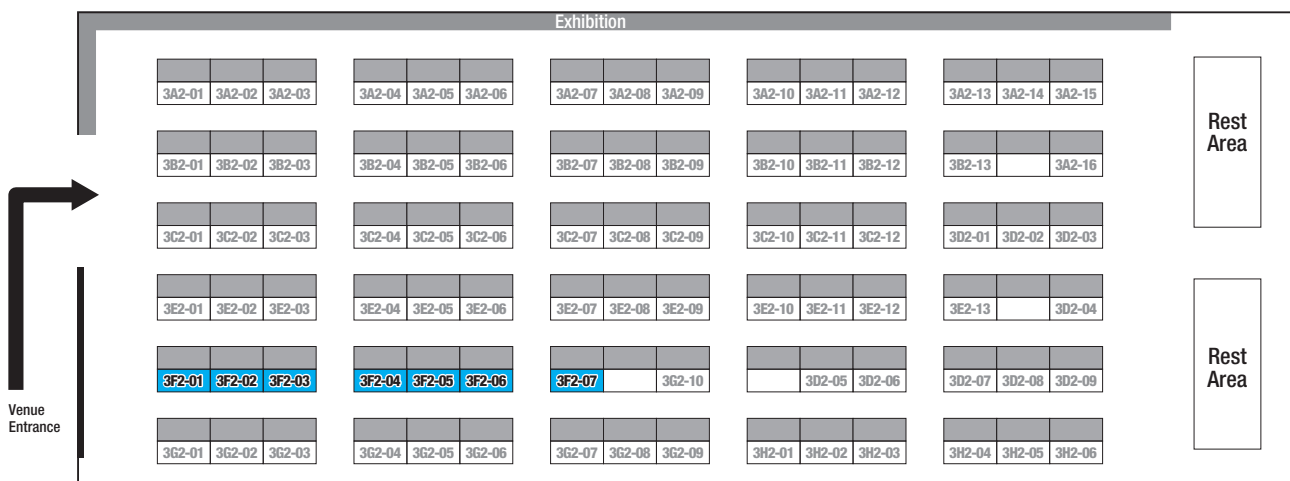 Exhibition
3A2-01 3A2-02 3A2-03 3A2-04 3A2-05 3A2-06 3A2-07 3A2-08 3A2-09 3A2-10 3A2-11 3A2-12 3A2-13 3A2-14 3A2-15
Rest
Area
3B2-01 3B2-02 3B2-03 3B2-04 3B2-05 3B2-06 3B2-07 3B2-08 3B2-09 3B2-10 3B2-11 3B2-12 3B2-13 3A2-16
3C2-01 3C2-02 3C2-03 3C2-04 3C2-05 3C2-06 3C2-07 3C2-08 3C2-09 3C2-10 3C2-11 3C2-12 3D2-01 3D2-02 3D2-03
3E2-01 3E2-02 3E2-03 3E2-04 3E2-05 3E2-06 3E2-07 3E2-08 3E2-09 3E2-10 3E2-11 3E2-12 3E2-13 3D2-04
Rest
Area
3F2-01 3F2-02 3F2-03 3F2-04 3F2-05 3F2-06 3F2-07 3G2-10 3D2-05 3D2-06 3D2-07 3D2-08 3D2-09
Venue
Entrance
3G2-01 3G2-02 3G2-03 3G2-04 3G2-05 3G2-06 3G2-07 3G2-08 3G2-09 3H2-01 3H2-02 3H2-03 3H2-04 3H2-05 3H2-06